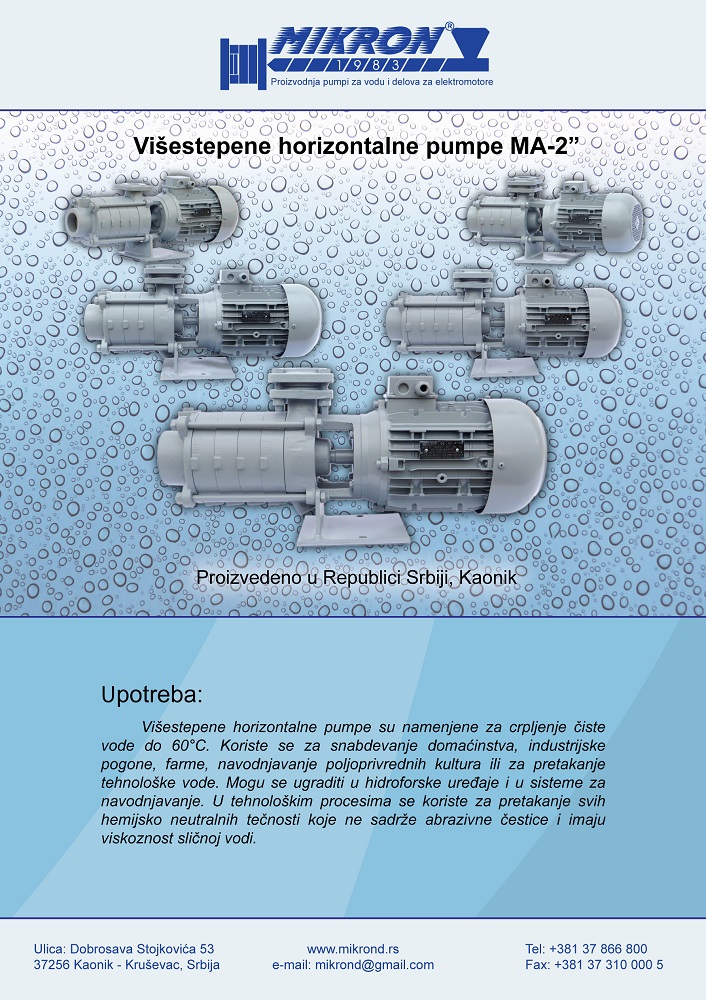 MIKRON®
1983
Proizvodnja pumpi za vodu i delova za elektromotore
Višestepene horizontalne pumpe MA-2”
Proizvedeno u Republici Srbiji, Kaonik
Upotreba:
Višestepene horizontalne pumpe su namenjene za crpljenje čiste
vode do 60°C. Koriste se za snabdevanje domaćinstva, industrijske
pogone, farme, navodnjavanje poljoprivrednih kultura ili za pretakanje
tehnološke vode. Mogu se ugraditi u hidroforske uređaje i u sisteme za
navodnjavanje. U tehnološkim procesima se koriste za pretakanje svih
hemijsko neutralnih tečnosti koje ne sadrže abrazivne čestice i imaju
viskoznost sličnoj vodi.
Ulica: Dobrosava Stojkovića 53
37256 Kaonik - Kruševac, Srbija
www.mikrond.rs
e-mail: mikrond@gmail.com
Tel: +381 37 866 800
Fax: +381 37 310 000 5